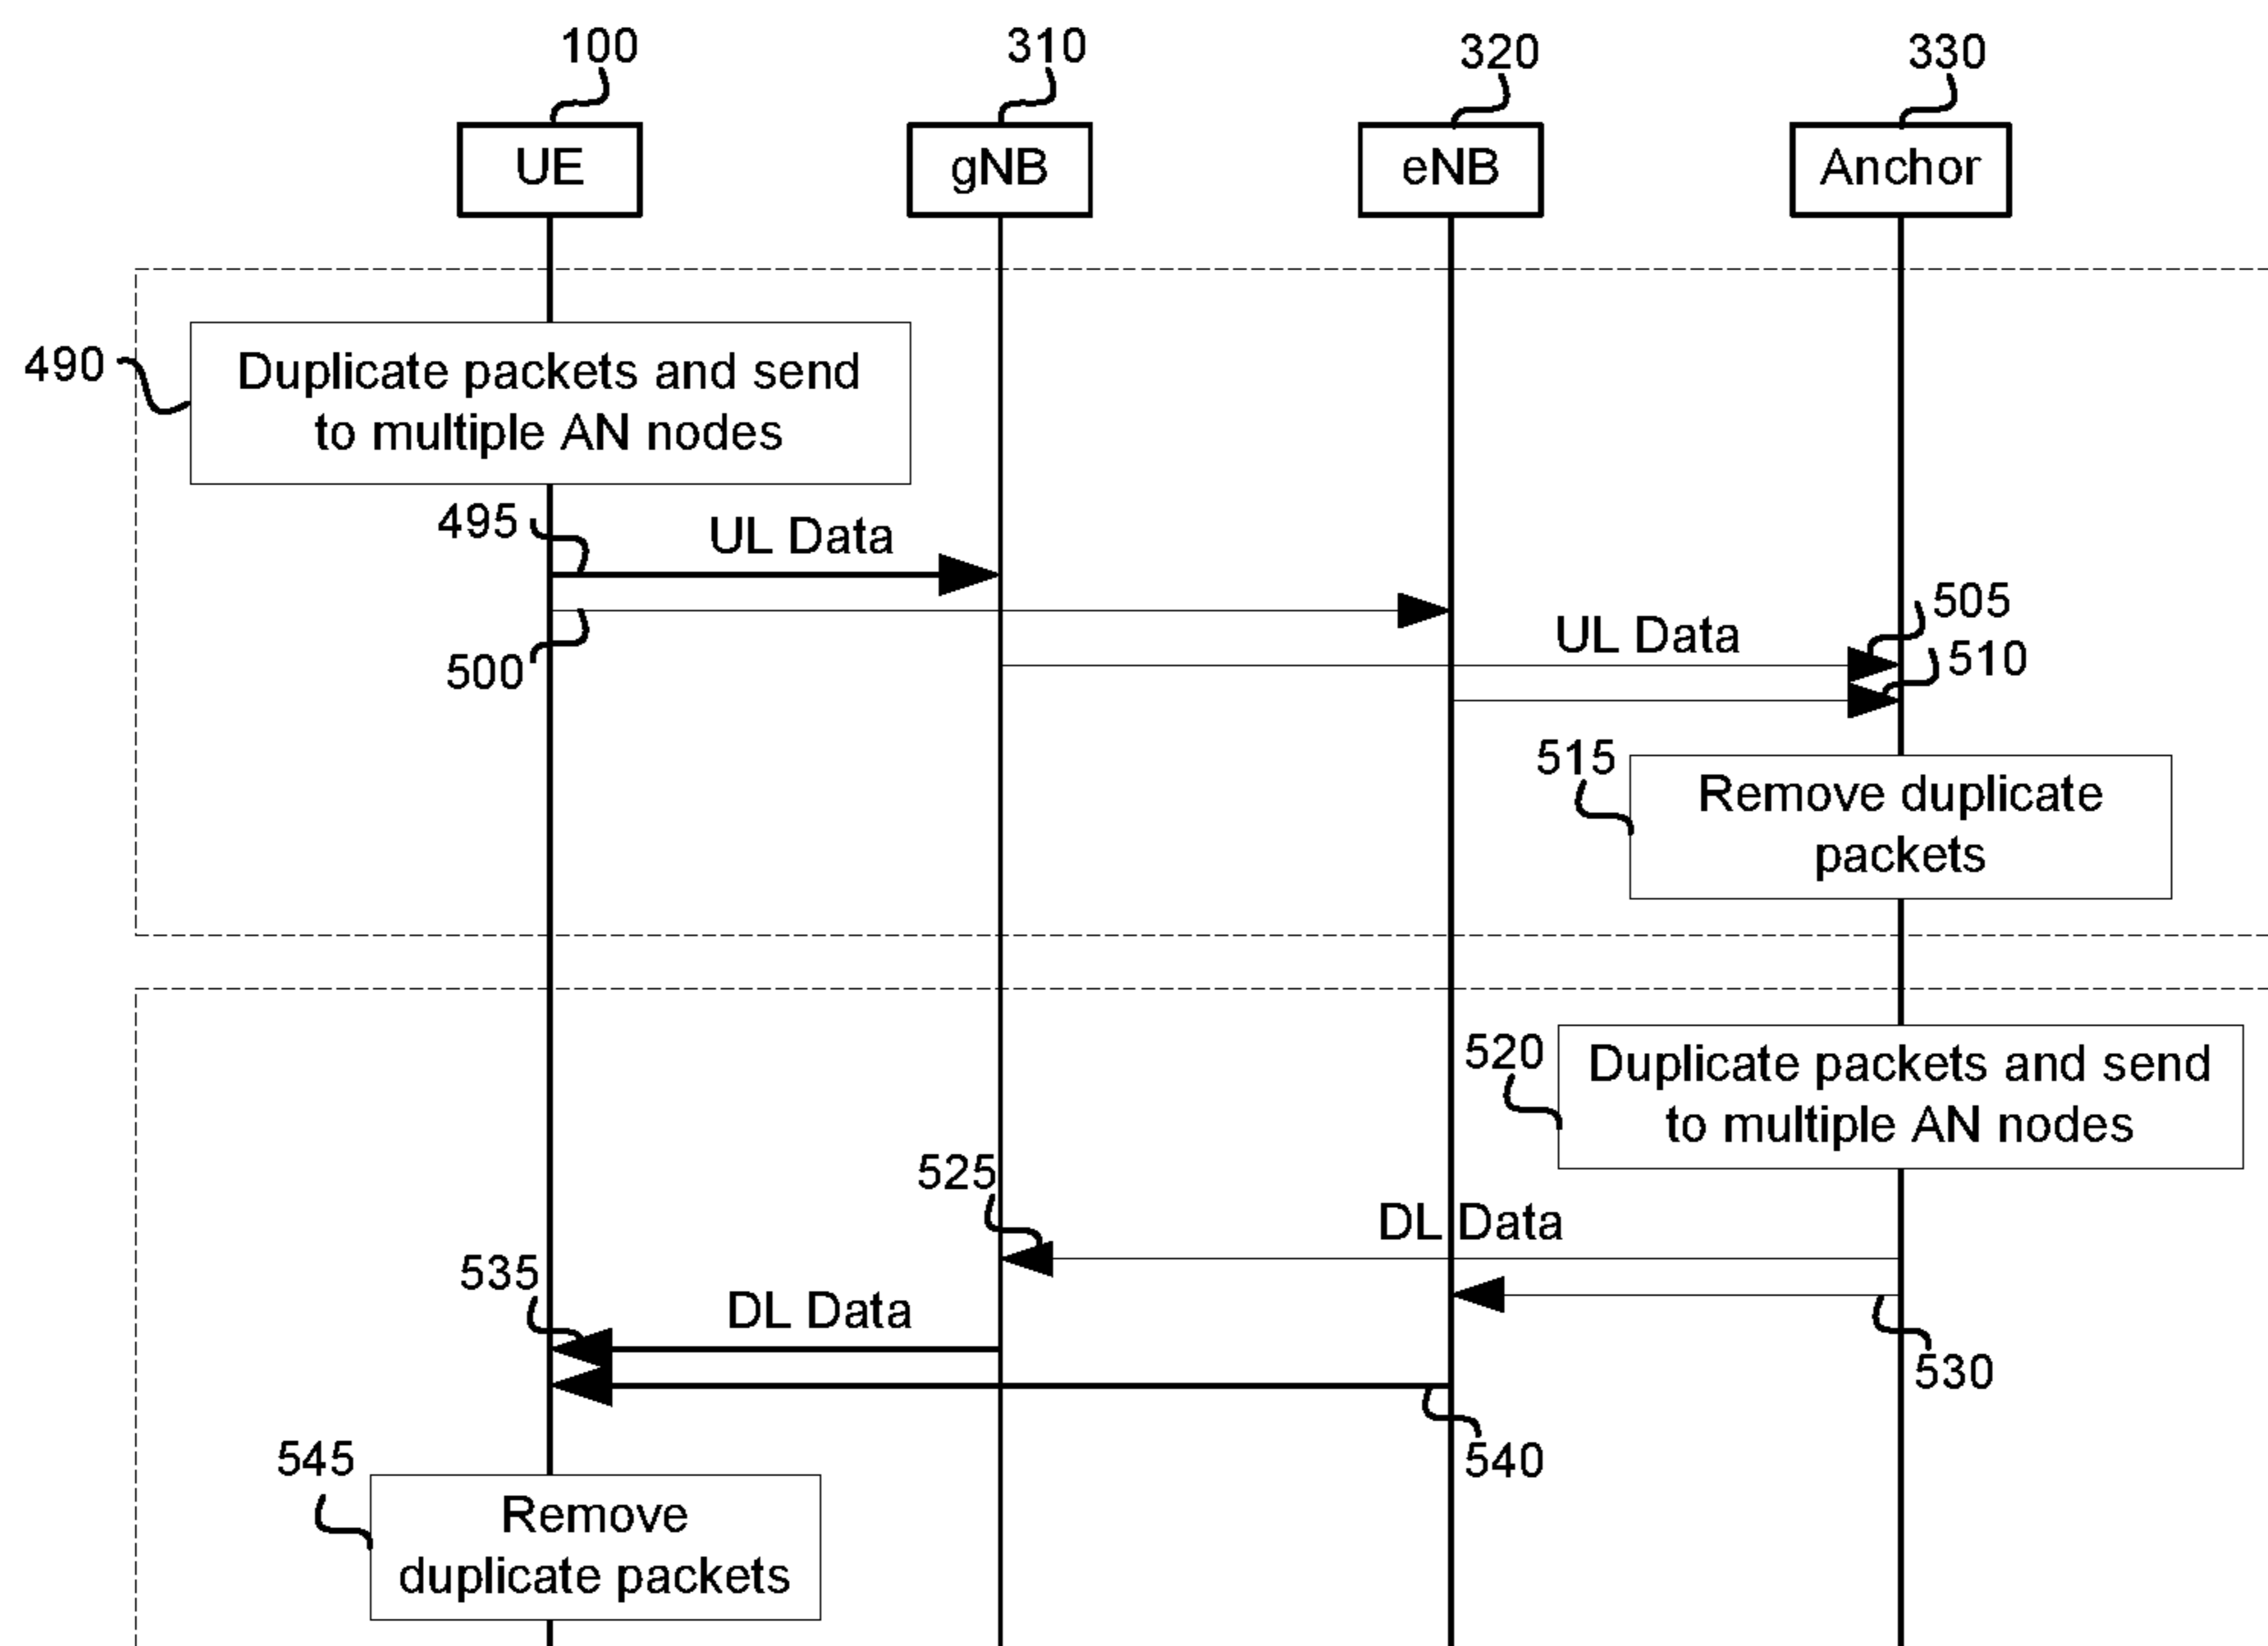 100
310
320
330
UE
gNB
eNB
Anchor
490
Duplicate packets and send
to multiple AN nodes
495
UL Data
500
505
UL Data
510
515
Remove duplicate
packets
520
Duplicate packets and send
to multiple AN nodes
525
DL Data
535
DL Data
530
540
545
Remove
duplicate packets